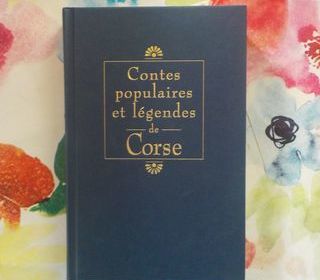 Contes
populaires
et légendes
de
Corse